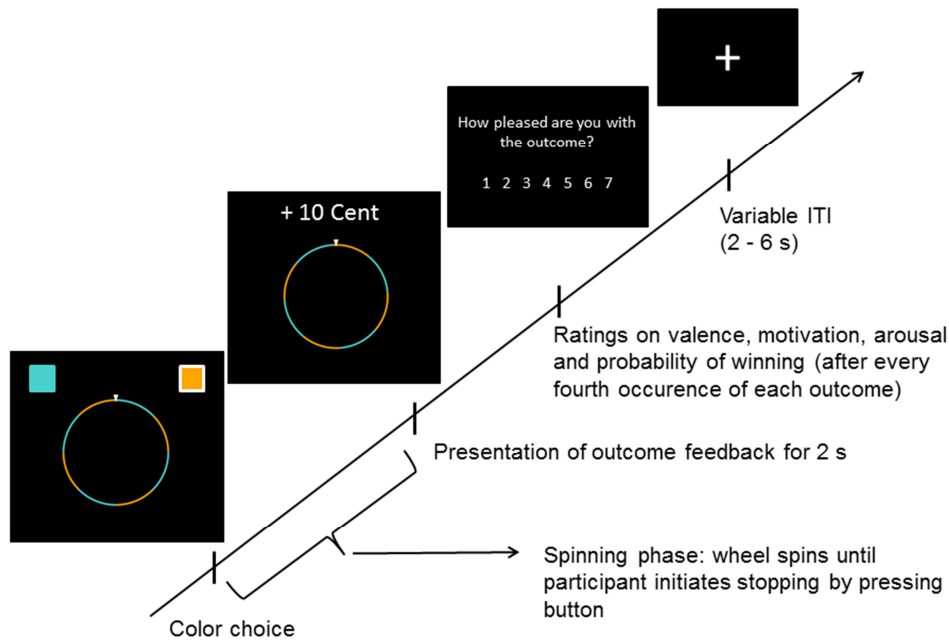 +
How pleased are you with
the outcome?
1 2 3 4 5 6 7
+ 10 Cent
Variable ITI
(2 - 6 s)
Ratings on valence, motivation, arousal
and probability of winning (after every
fourth occurence of each outcome)
Presentation of outcome feedback for 2 s
Spinning phase: wheel spins until
participant initiates stopping by pressing
button
Color choice